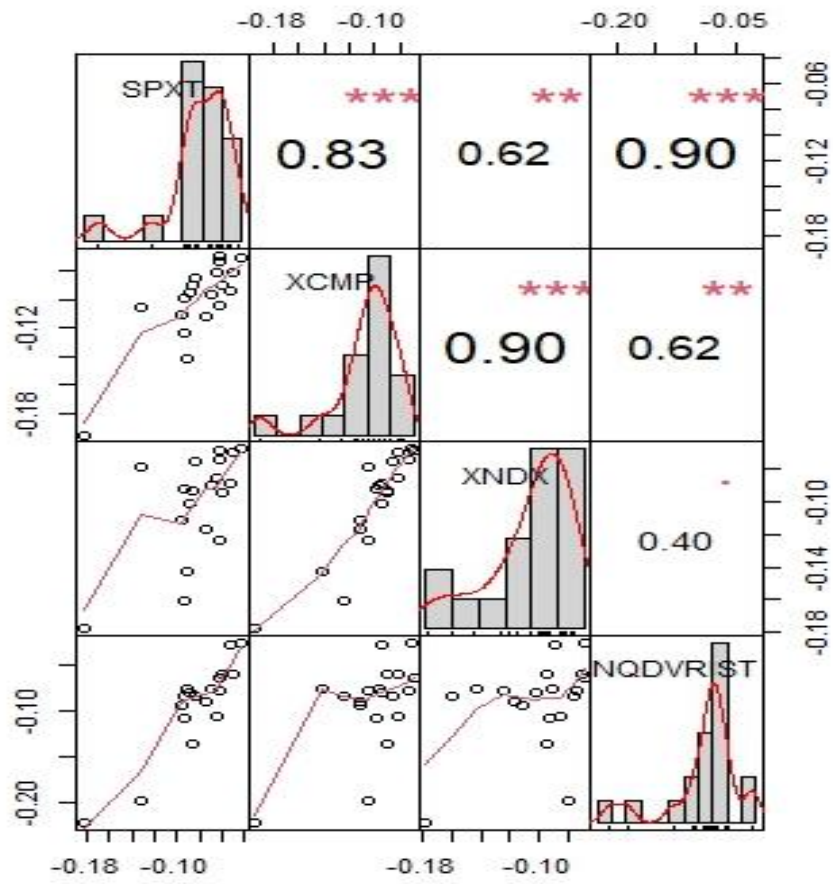 -0.18 -0.10 -0.20 -0.05
SPXT *** ** ***
0.83 0.62 0.90
-0.06
-0.12
-0.18
XCMP *** **
0.90 0.62
-0.12
-0.18
XNDX .
0.40
-0.10
-0.14
-0.18
NQDVRIST
-0.10
-0.20
-0.18 -0.10 -0.18 -0.10